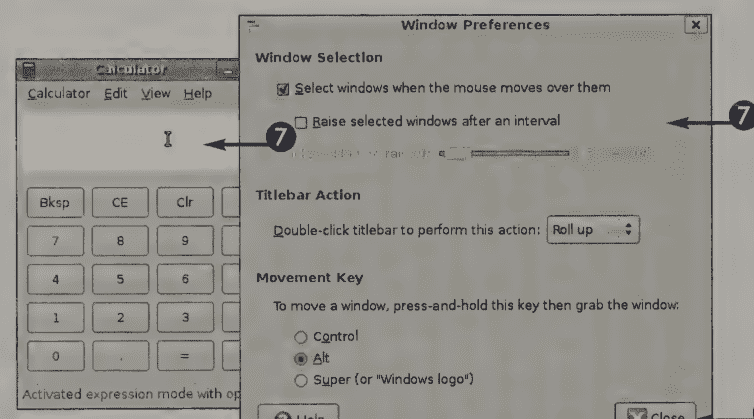 Window Preferences
Window Selection
Select windows when the mouse moves over them
Raise selected windows after an interval
7
Titlebar Action
Double-click titlebar to perform this action: Roll up
Movement Key
To move a window, press-and-hold this key then grab the window:
Control
Alt
Super (or "Windows logo")
Help
Close
Calculator
Calculator Edit View Help
7
Bksp CE Clr
7 8 9
4 5 6
1 2 3
0 . =
Activated expression mode with op